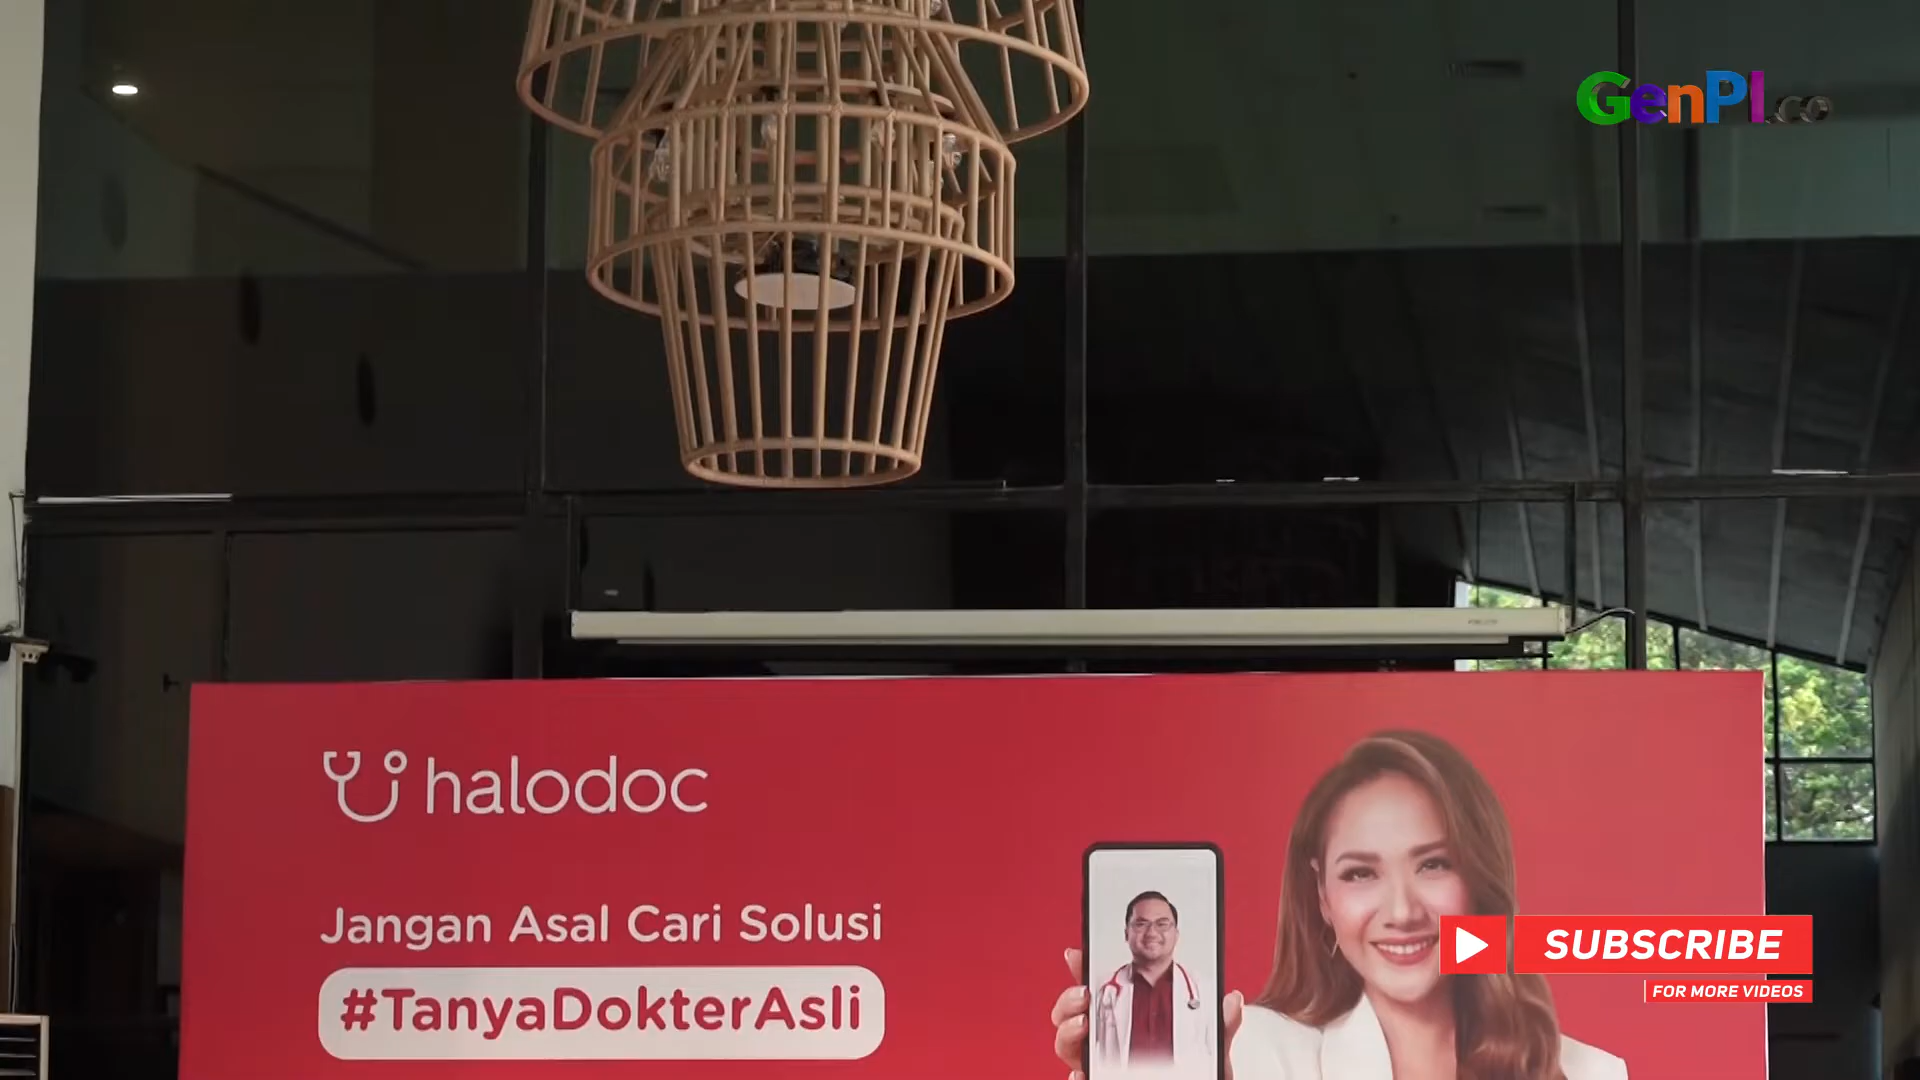 GenPI.co
halodoc
Jangan Asal Cari Solusi
#TanyaDokterAsli
SUBSCRIBE
FOR MORE VIDEOS